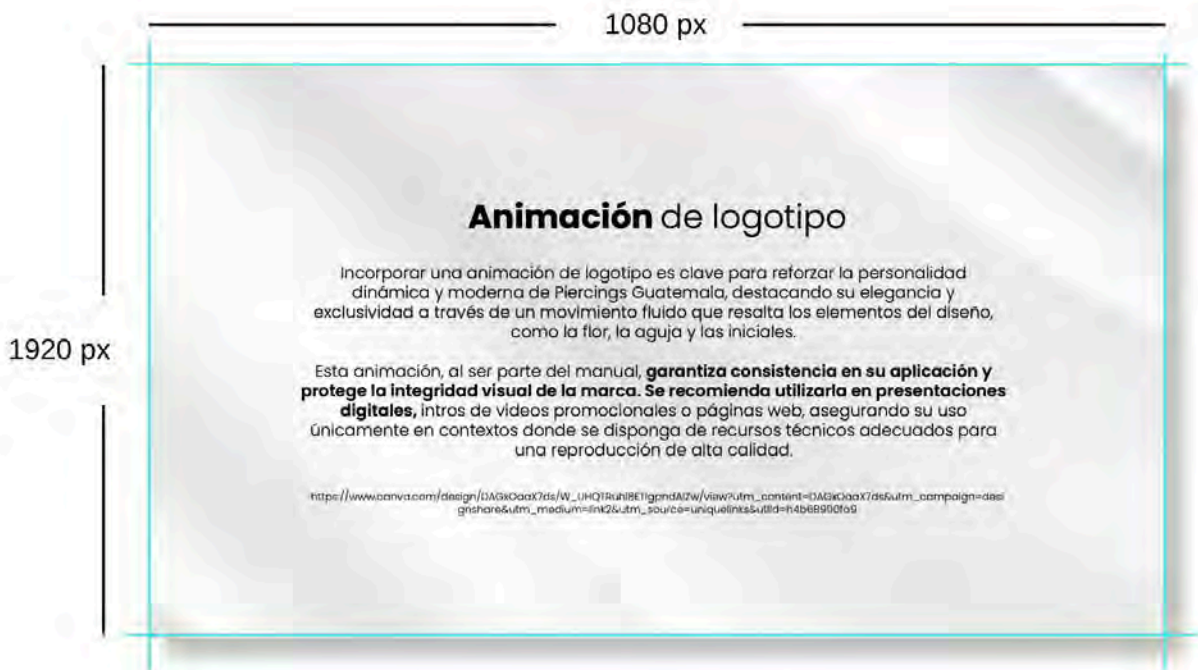 1080 px
1920 px
Animación de logotipo
Incorporar una animación de logotipo es clave para reforzar la personalidad
dinámica y moderna de Piercings Guatemala, destacando su elegancia y
exclusividad a través de un movimiento fluido que resalta los elementos del diseño,
como la flor, la aguja y las iniciales.
Esta animación, al ser parte del manual, garantiza consistencia en su aplicación y
protege la integridad visual de la marca. Se recomienda utilizarla en presentaciones
digitales, intros de videos promocionales o páginas web, asegurando su uso
únicamente en contextos donde se disponga de recursos técnicos adecuados para
una reproducción de alta calidad.